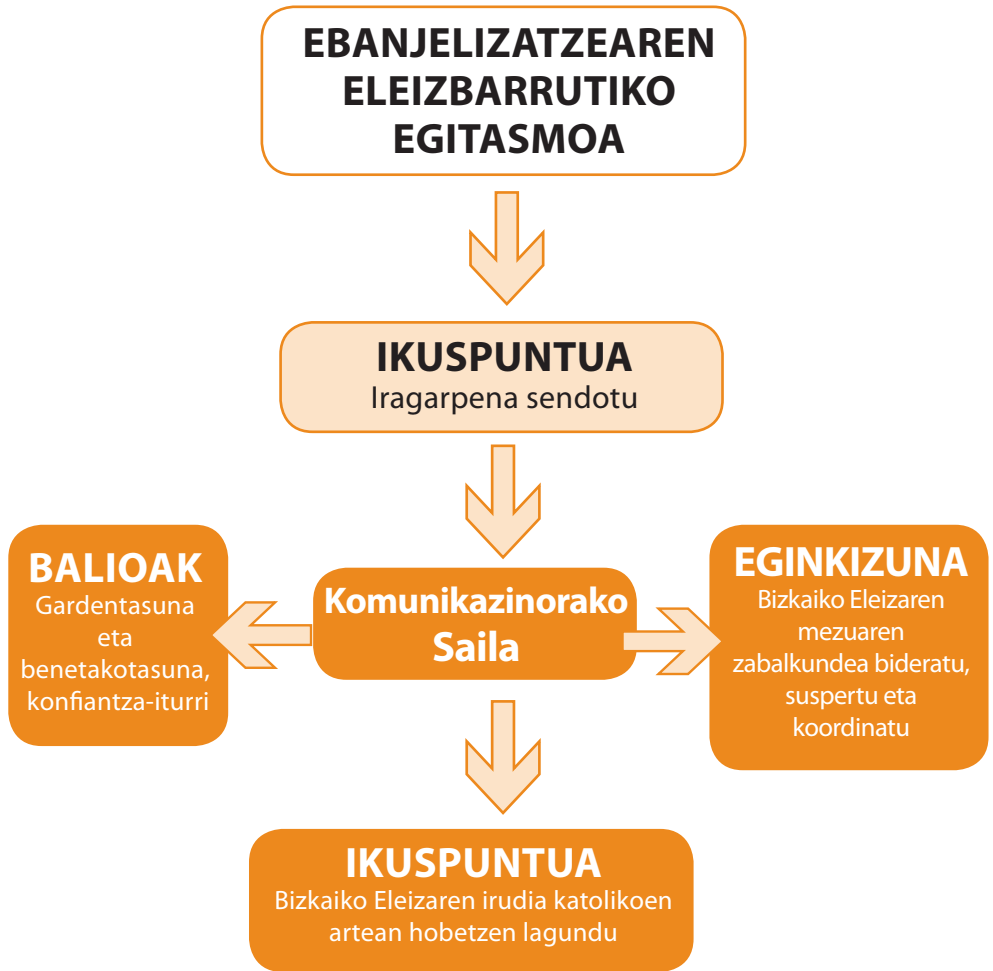 EBANJELIZATZEAREN
ELEIZBARRUTIKO
EGITASMOA
IKUSPUNTUA
Iragarpena sendotu
BALIOAK
Gardentasuna
eta
benetakotasuna,
konfiantza-iturri
Komunikazinorako
Saila
EGINKIZUNA
Bizkaiko Eleizaren
mezuaren
zabalkundea bideratu,
suspertu eta
koordinatu
IKUSPUNTUA
Bizkaiko Eleizaren irudia katolikoen
artean hobetzen lagundu